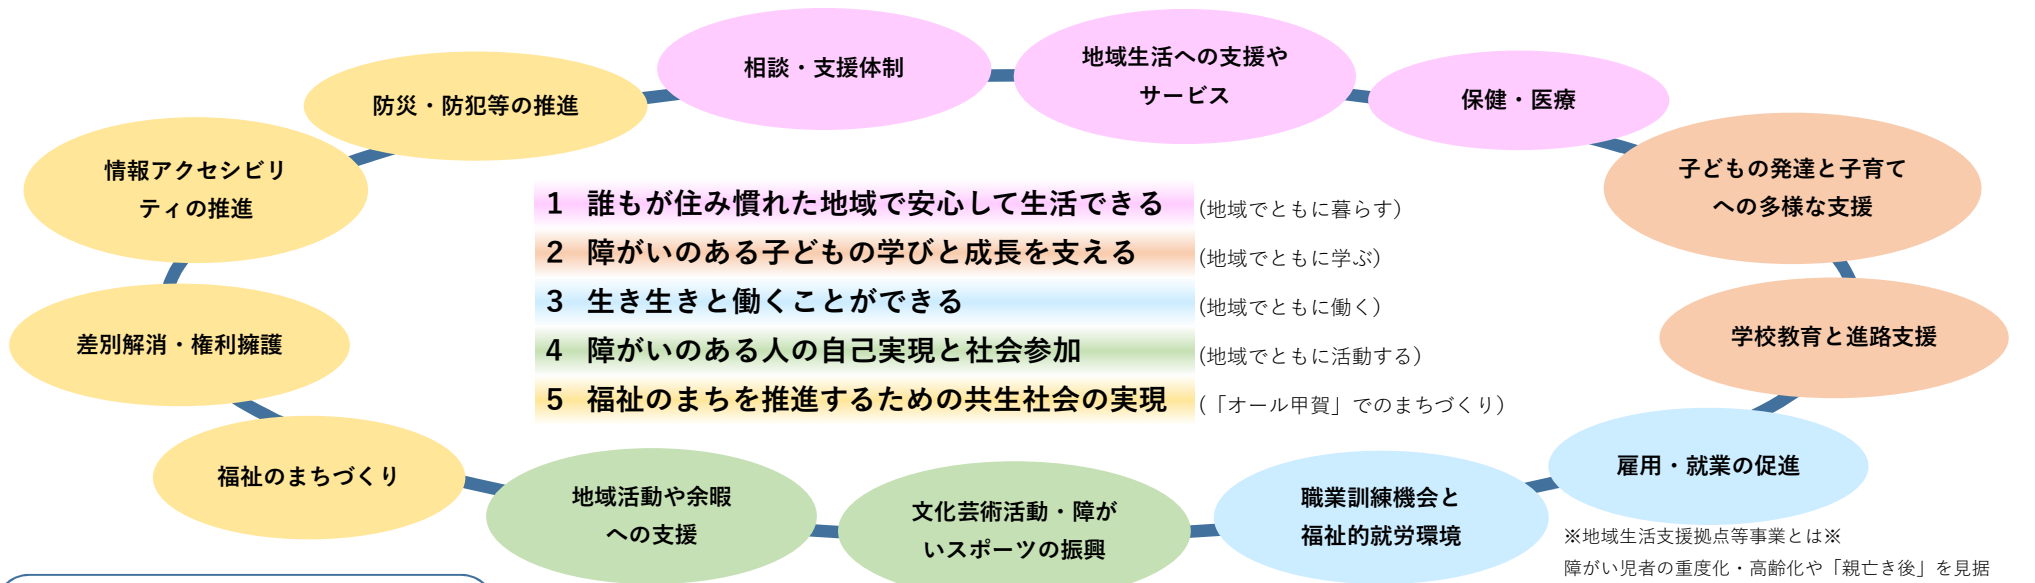 相談・支援体制
地域生活への支援や
サービス
保健・医療
防災・防犯等の推進
情報アクセシビリ
ティの推進
子どもの発達と子育て
への多様な支援
1 誰もが住み慣れた地域で安心して生活できる (地域でともに暮らす)
2 障がいのある子どもの学びと成長を支える (地域でともに学ぶ)
3 生き生きと働くことができる (地域でともに働く)
4 障がいのある人の自己実現と社会参加 (地域でともに活動する)
5 福祉のまちを推進するための共生社会の実現 (「オール甲賀」でのまちづくり)
差別解消・権利擁護
学校教育と進路支援
福祉のまちづくり
地域活動や余暇
への支援
文化芸術活動・障が
いスポーツの振興
職業訓練機会と
福祉的就労環境
雇用・就業の促進
※地域生活支援拠点等事業とは※
障がい児者の重度化・高齢化や「親亡き後」を見据